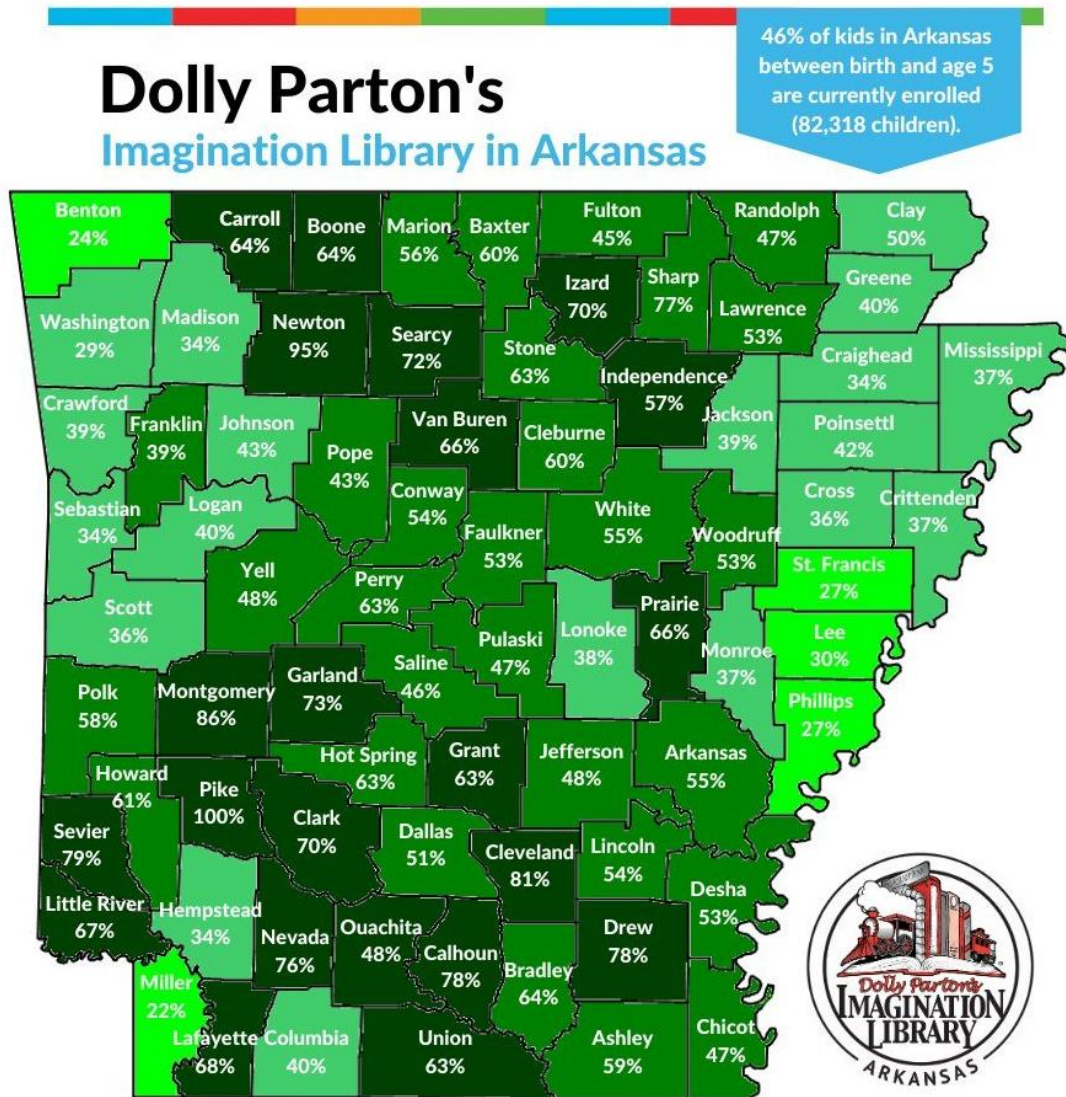 46% of kids in Arkansas
between birth and age 5
are currently enrolled
(82,318 children).
Dolly Parton's
Imagination Library in Arkansas
Benton
24%
Carroll
64%
Boone
64%
Marion
56%
Baxter
60%
Fulton
45%
Randolph
47%
Clay
50%
Izard
70%
Sharp
77%
Greene
40%
Lawrence
53%
Washington
29%
Madison
34%
Newton
95%
Searcy
72%
Stone
63%
Independence
57%
Craighead
34%
Mississippi
37%
Crawford
39%
Franklin
39%
Johnson
43%
Pope
43%
Van Buren
66%
Cleburne
60%
Jackson
39%
Poinsettl
42%
Sebastian
34%
Logan
40%
Conway
54%
Faulkner
53%
White
55%
Woodruff
53%
Cross
36%
Crittenden
37%
Scott
36%
Yell
48%
Perry
63%
Pulaski
47%
Lonoke
38%
Prairie
66%
Monroe
37%
St. Francis
27%
Lee
30%
Phillips
27%
Polk
58%
Montgomery
86%
Garland
73%
Saline
46%
Hot Spring
63%
Grant
63%
Jefferson
48%
Arkansas
55%
Howard
61%
Pike
100%
Clark
70%
Dallas
51%
Cleveland
81%
Lincoln
54%
Desha
53%
Sevier
79%
Little River
67%
Hempstead
34%
Nevada
76%
Ouachita
48%
Calhoun
78%
Bradley
64%
Drew
78%
Miller
22%
Lafayette
68%
Columbia
40%
Union
63%
Ashley
59%
Chicot
47%
Dolly Parton's
IMAGINATION
LIBRARY
ARKANSAS